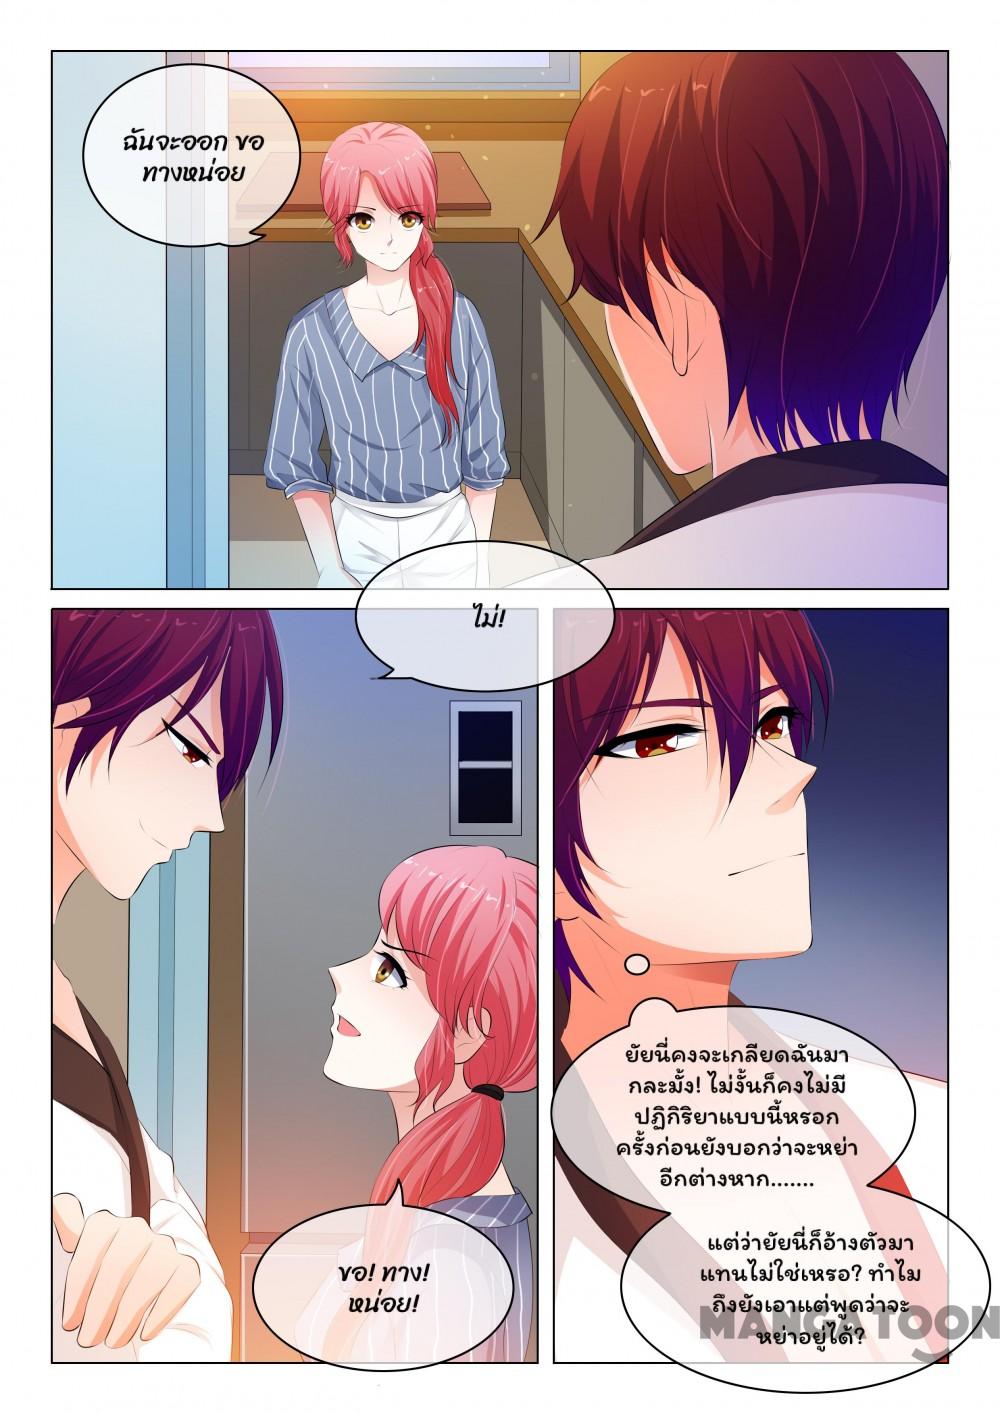 ฉันจะออก ขอ
ทางหน่อย
ไม่!
ขอ! ทาง!
หน่อย!
ยัยนี่คงจะเกลียดฉันมา
กละมั้ง! ไม่งั้นก็คงไม่มี
ปฏิกิริยาแบบนี้หรอก
ครั้งก่อนยังบอกว่าจะหย่า
อีกต่างหาก.......
แต่ว่ายัยนี่ก็อ้างตัวมา
แทนไม่ใช่เหรอ? ทำไม
ถึงยังเอาแต่พูดว่าจะ
หย่าอยู่ได้?
MANGATOON